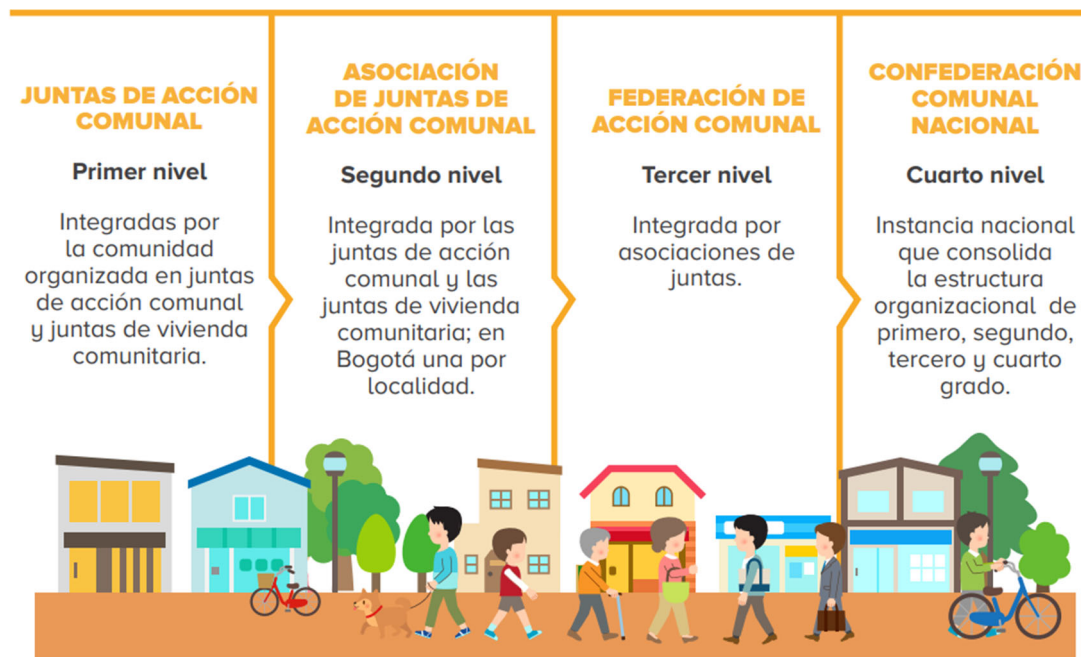 JUNTAS DE ACCIÓN
COMUNAL
Primer nivel
Integradas por
la comunidad
organizada en juntas
de acción comunal
y juntas de vivienda
comunitaria.
ASOCIACIÓN
DE JUNTAS DE
ACCIÓN COMUNAL
Segundo nivel
Integrada por las
juntas de acción
comunal y las
juntas de vivienda
comunitaria; en
Bogotá una por
localidad.
FEDERACIÓN DE
ACCIÓN COMUNAL
Tercer nivel
Integrada por
asociaciones de
juntas.
CONFEDERACIÓN
COMUNAL
NACIONAL
Cuarto nivel
Instancia nacional
que consolida
la estructura
organizacional de
primero, segundo,
tercero y cuarto
grado.